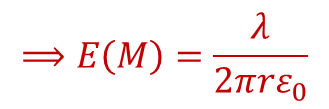 ⟹ E(M) = λ / 2πrε₀